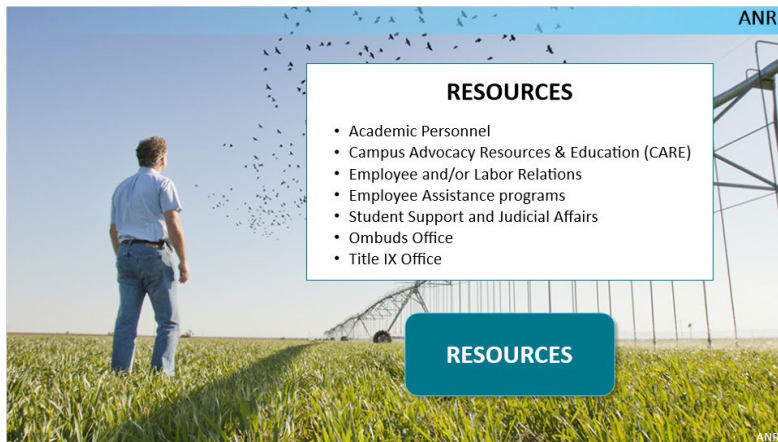 ANR
RESOURCES
• Academic Personnel
• Campus Advocacy Resources & Education (CARE)
• Employee and/or Labor Relations
• Employee Assistance programs
• Student Support and Judicial Affairs
• Ombuds Office
• Title IX Office
RESOURCES
ANR